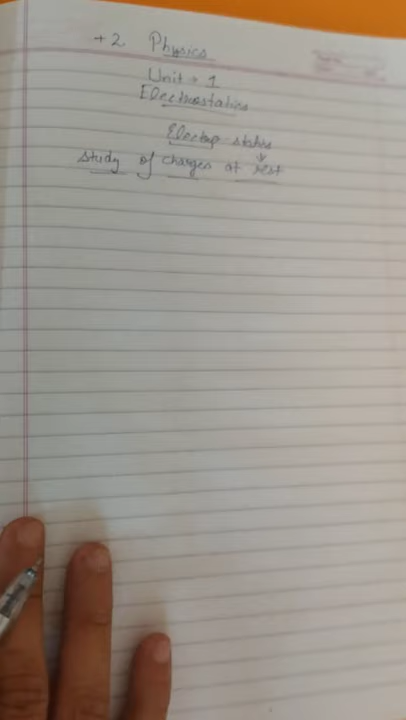 +2 Physics
Unit - 1
Electrostatics
Electro statics
Study of charges at rest